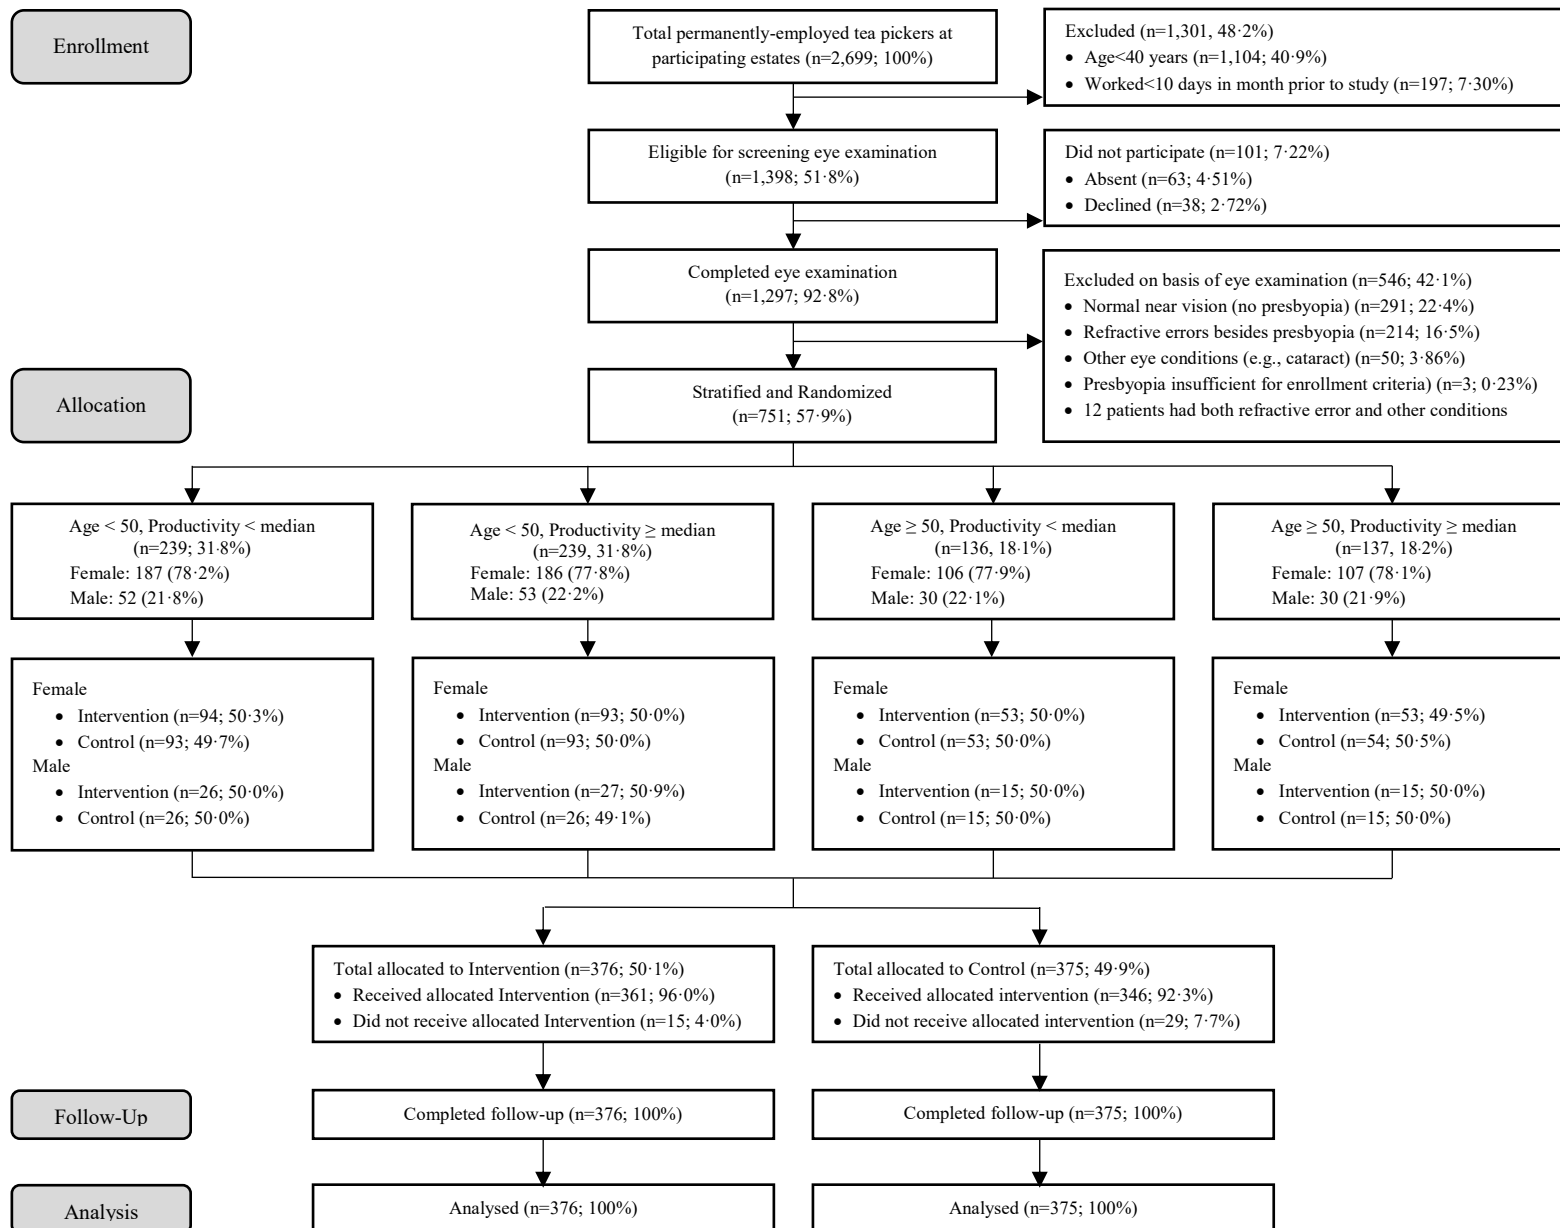 Enrollment
Total permanently-employed tea pickers at
participating estates (n=2,699; 100%)
Excluded (n=1,301, 48·2%)
• Age<40 years (n=1,104; 40·9%)
• Worked<10 days in month prior to study (n=197; 7·30%)
Eligible for screening eye examination
(n=1,398; 51·8%)
Did not participate (n=101; 7·22%)
• Absent (n=63; 4·51%)
• Declined (n=38; 2·72%)
Completed eye examination
(n=1,297; 92·8%)
Excluded on basis of eye examination (n=546; 42·1%)
• Normal near vision (no presbyopia) (n=291; 22·4%)
• Refractive errors besides presbyopia (n=214; 16·5%)
• Other eye conditions (e.g., cataract) (n=50; 3·86%)
• Presbyopia insufficient for enrollment criteria) (n=3; 0·23%)
• 12 patients had both refractive error and other conditions
Allocation
Stratified and Randomized
(n=751; 57·9%)
Age < 50, Productivity < median
(n=239; 31·8%)
Female: 187 (78·2%)
Male: 52 (21·8%)
Age < 50, Productivity ≥ median
(n=239, 31·8%)
Female: 186 (77·8%)
Male: 53 (22·2%)
Age ≥ 50, Productivity < median
(n=136, 18·1%)
Female: 106 (77·9%)
Male: 30 (22·1%)
Age ≥ 50, Productivity ≥ median
(n=137, 18·2%)
Female: 107 (78·1%)
Male: 30 (21·9%)
Female
• Intervention (n=94; 50·3%)
• Control (n=93; 49·7%)
Male
• Intervention (n=26; 50·0%)
• Control (n=26; 50·0%)
Female
• Intervention (n=93; 50·0%)
• Control (n=93; 50·0%)
Male
• Intervention (n=27; 50·9%)
• Control (n=26; 49·1%)
Female
• Intervention (n=53; 50·0%)
• Control (n=53; 50·0%)
Male
• Intervention (n=15; 50·0%)
• Control (n=15; 50·0%)
Female
• Intervention (n=53; 49·5%)
• Control (n=54; 50·5%)
Male
• Intervention (n=15; 50·0%)
• Control (n=15; 50·0%)
Total allocated to Intervention (n=376; 50·1%)
• Received allocated Intervention (n=361; 96·0%)
• Did not receive allocated Intervention (n=15; 4·0%)
Total allocated to Control (n=375; 49·9%)
• Received allocated intervention (n=346; 92·3%)
• Did not receive allocated intervention (n=29; 7·7%)
Follow-Up
Completed follow-up (n=376; 100%)
Completed follow-up (n=375; 100%)
Analysis
Analysed (n=376; 100%)
Analysed (n=375; 100%)